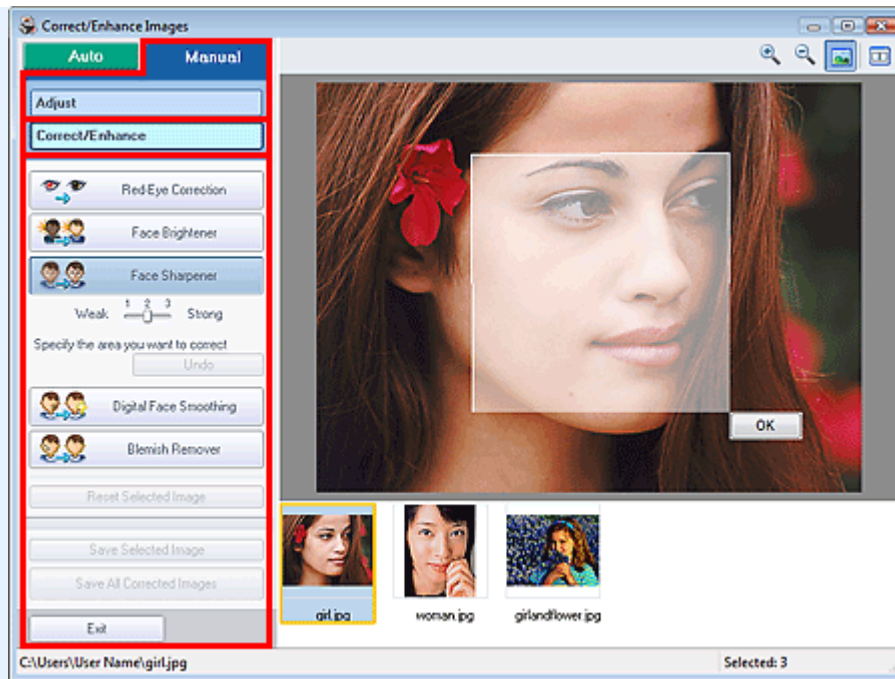 Correct/Enhance Images
Auto Manual
Adjust
Correct/Enhance
Red-Eye Correction
Face Brightener
Face Sharpener
1 2 3
Weak Strong
Specify the area you want to correct
Undo
Digital Face Smoothing
Blemish Remover
Reset Selected Image
Save Selected Image
Save All Corrected Images
Exit
OK
girl.jpg woman.jpg girlandflower.jpg
C:\Users\User Name\girl.jpg Selected: 3